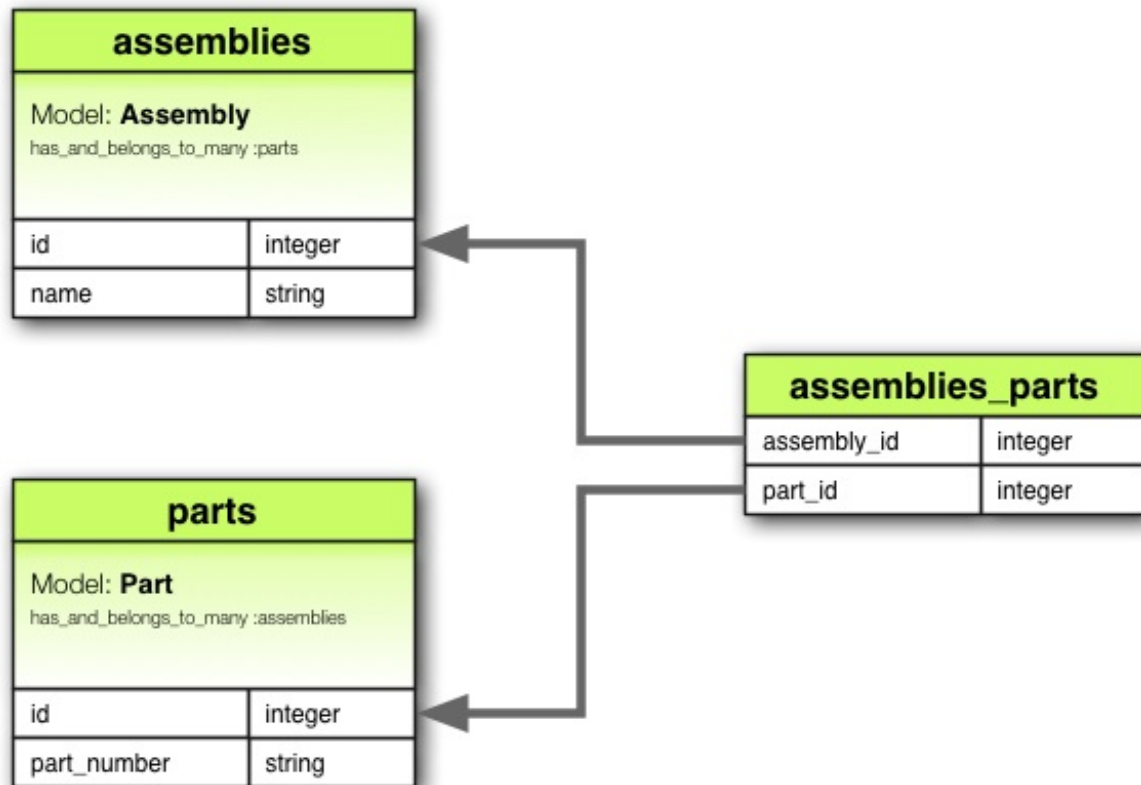 assemblies
Model: Assembly
has_and_belongs_to_many :parts
id integer
name string
assemblies_parts
assembly_id integer
part_id integer
parts
Model: Part
has_and_belongs_to_many :assemblies
id integer
part_number string